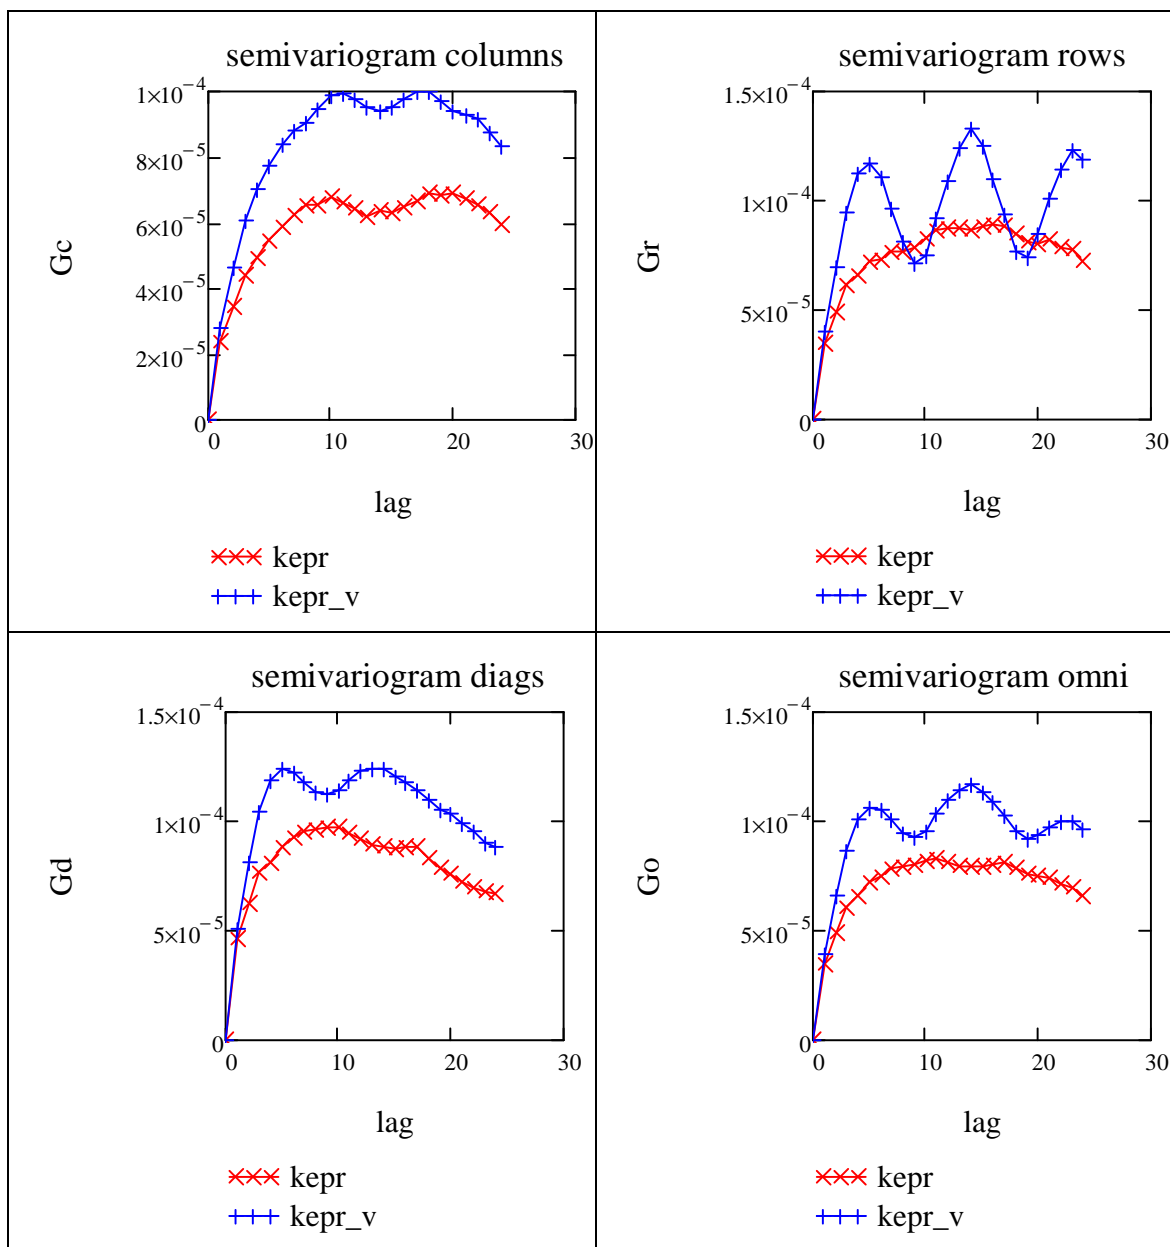 semivariogram columns
1×10⁻⁴
8×10⁻⁵
6×10⁻⁵
4×10⁻⁵
2×10⁻⁵
0
0 10 20 30
Gc
lag
kepr
kepr_v
semivariogram rows
1.5×10⁻⁴
1×10⁻⁴
5×10⁻⁵
0
0 10 20 30
Gr
lag
kepr
kepr_v
semivariogram diags
1.5×10⁻⁴
1×10⁻⁴
5×10⁻⁵
0
0 10 20 30
Gd
lag
kepr
kepr_v
semivariogram omni
1.5×10⁻⁴
1×10⁻⁴
5×10⁻⁵
0
0 10 20 30
Go
lag
kepr
kepr_v